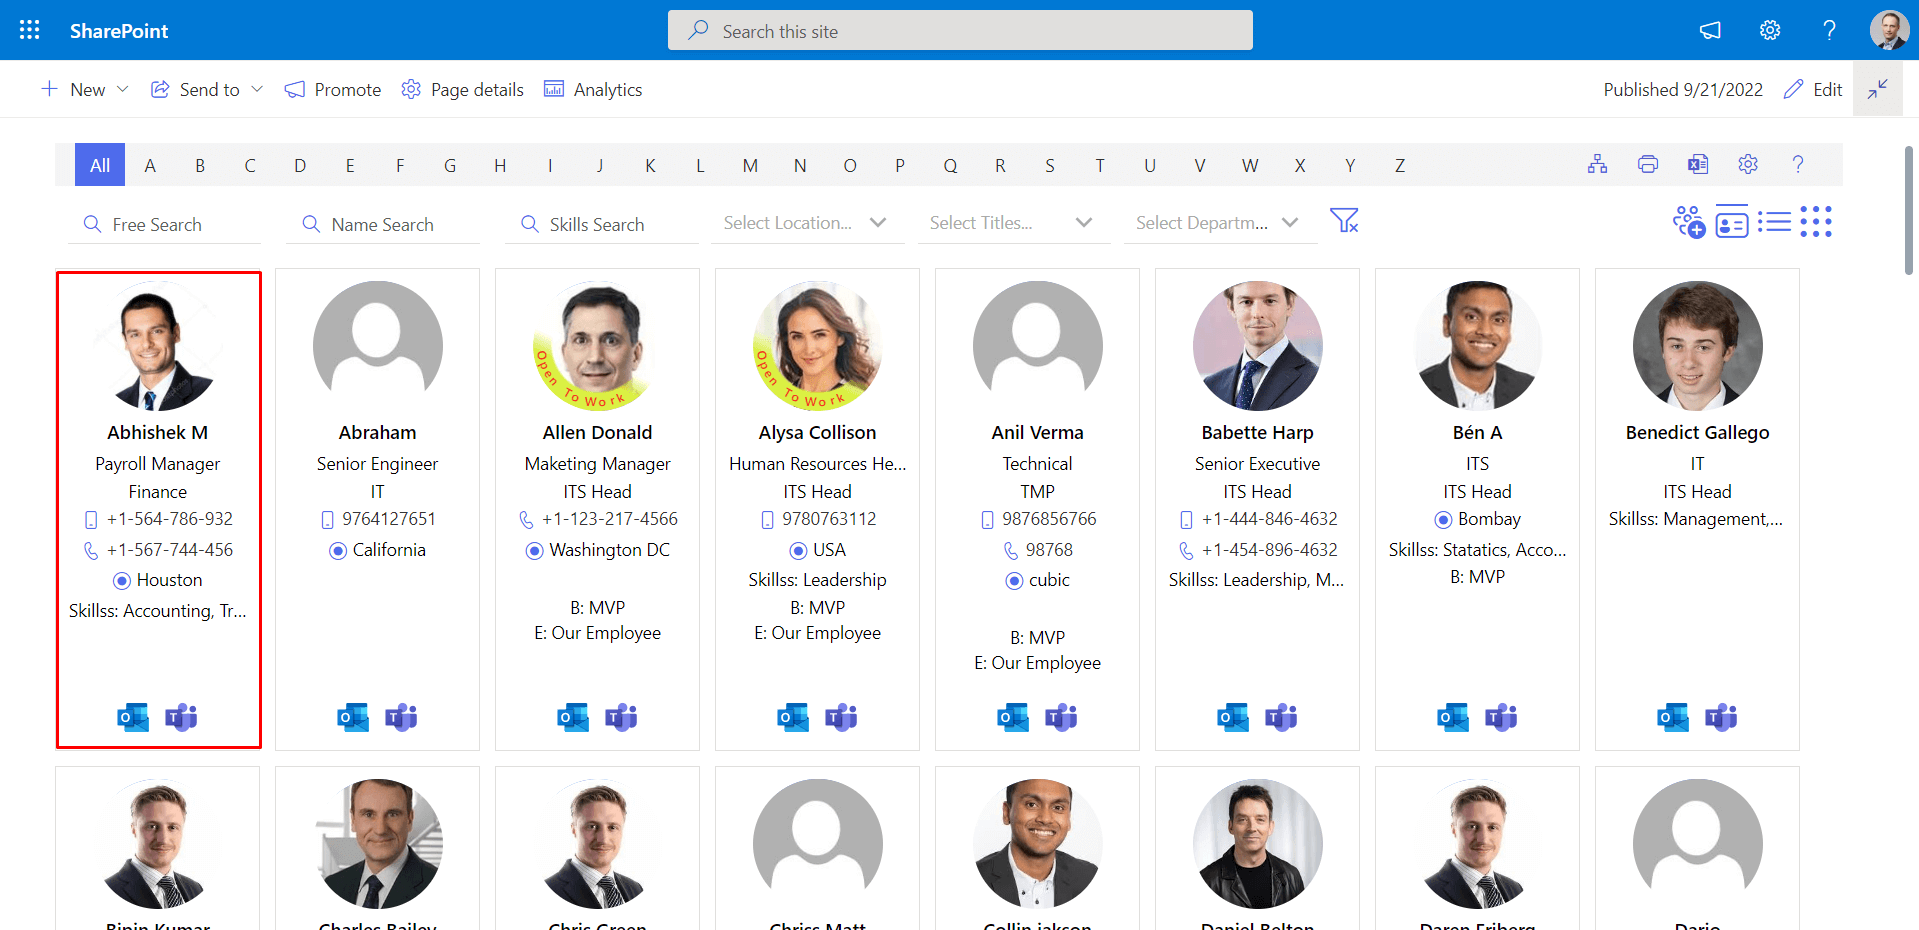 SharePoint
Search this site
New
Send to
Promote
Page details
Analytics
Published 9/21/2022
Edit
All A B C D E F G H I J K L M N O P Q R S T U V W X Y Z
Free Search
Name Search
Skills Search
Select Location...
Select Titles...
Select Departm...
Abhishek M
Payroll Manager
Finance
+1-564-786-932
+1-567-744-456
Houston
Skillss: Accounting, Tr...
Abraham
Senior Engineer
IT
9764127651
California
Open To Work
Allen Donald
Maketing Manager
ITS Head
+1-123-217-4566
Washington DC
B: MVP
E: Our Employee
Open To Work
Alysa Collison
Human Resources He...
ITS Head
9780763112
USA
Skillss: Leadership
B: MVP
E: Our Employee
Anil Verma
Technical
TMP
9876856766
98768
cubic
B: MVP
E: Our Employee
Babette Harp
Senior Executive
ITS Head
+1-444-846-4632
+1-454-896-4632
Skillss: Leadership, M...
Bén A
ITS
ITS Head
Bombay
Skillss: Statatics, Acco...
B: MVP
Benedict Gallego
IT
ITS Head
Skillss: Management,...
Bipin Kumar
Charles Bailey
Chris Green
Chriss Matt
Collin jakson
Daniel Belton
Daren Friberg
Dario